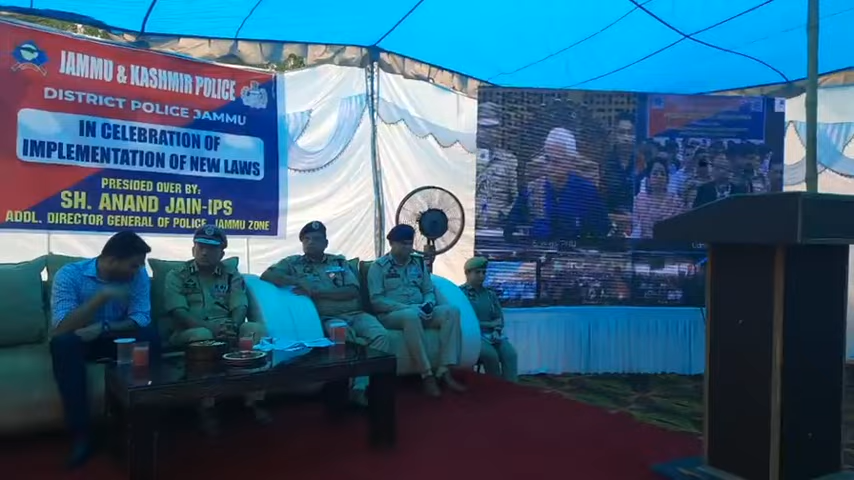 JAMMU & KASHMIR POLICE
DISTRICT POLICE JAMMU
IN CELEBRATION OF
IMPLEMENTATION OF NEW LAWS
PRESIDED OVER BY
SH. ANAND JAIN-IPS
ADDL. DIRECTOR GENERAL OF POLICE JAMMU ZONE